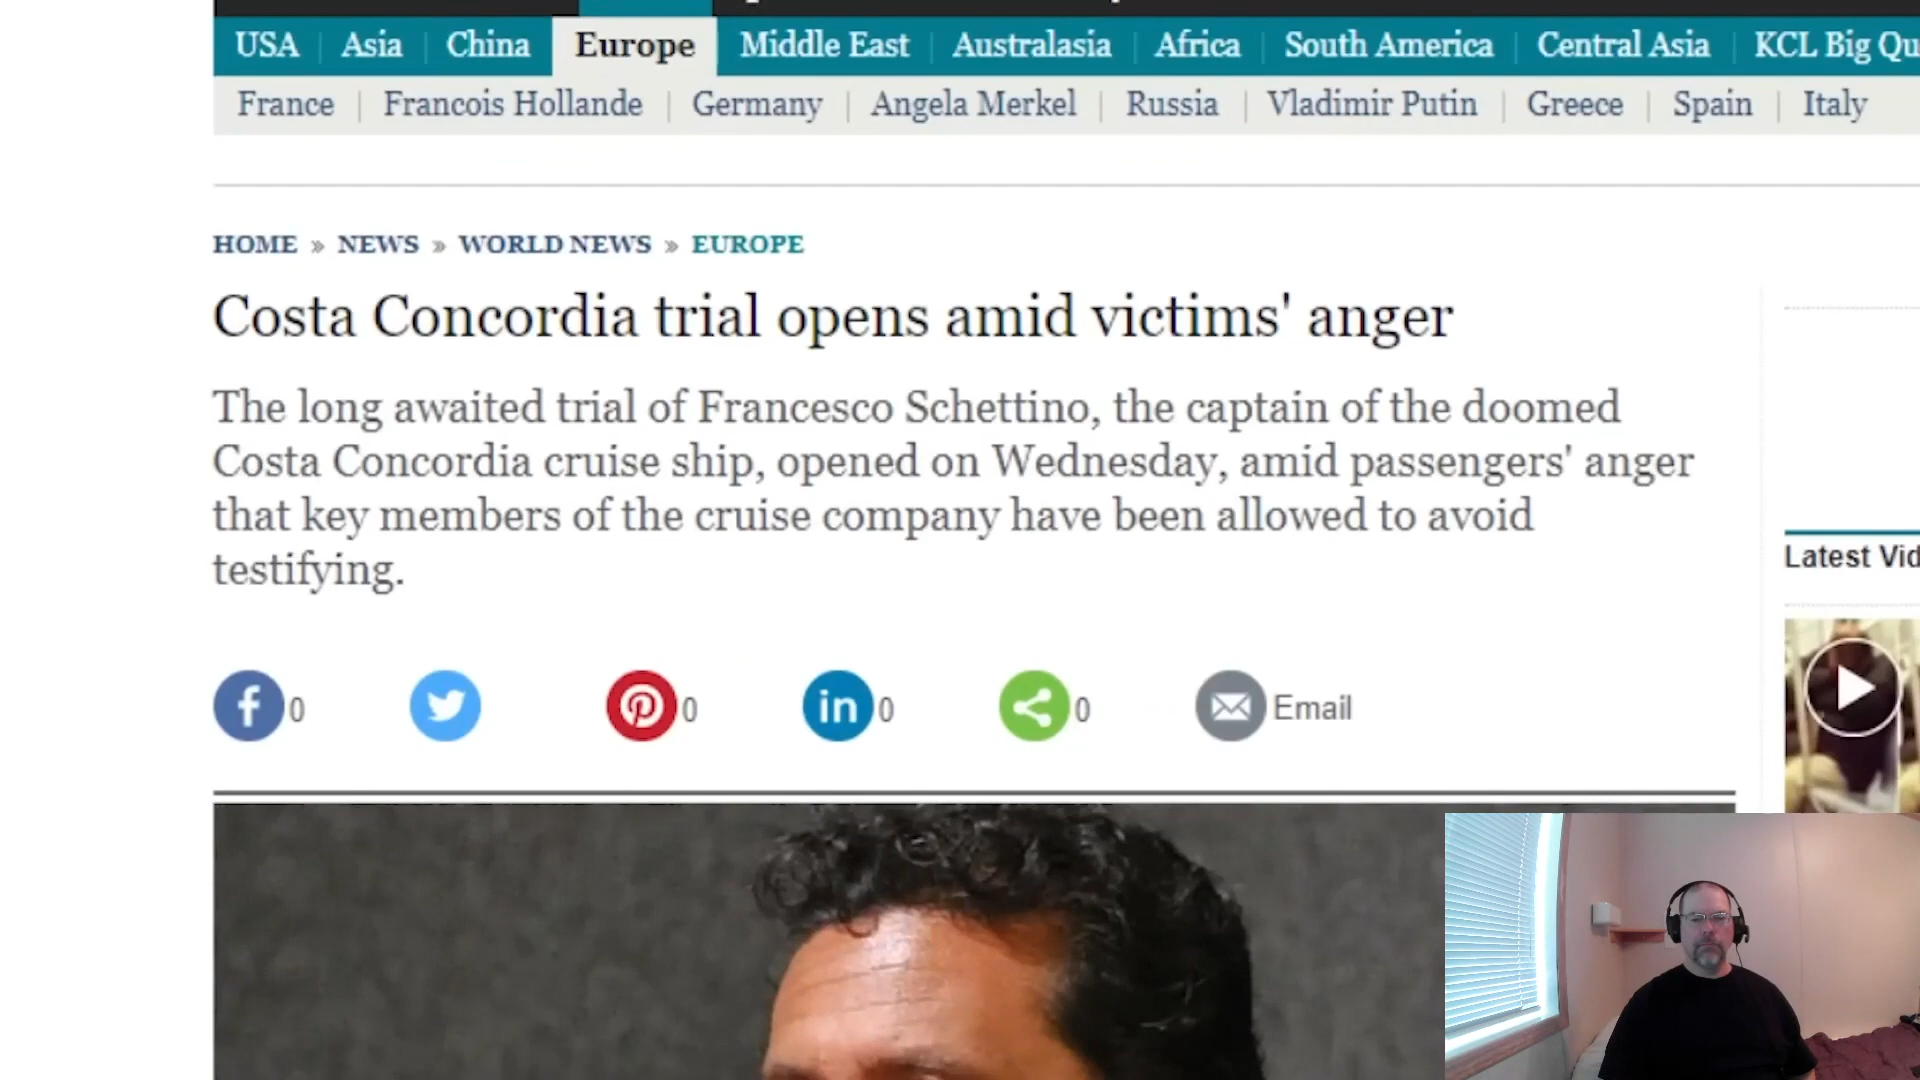 USA Asia China Europe Middle East Australasia Africa South America Central Asia KCL Big Qu
France Francois Hollande Germany Angela Merkel Russia Vladimir Putin Greece Spain Italy
HOME » NEWS » WORLD NEWS » EUROPE
Costa Concordia trial opens amid victims' anger
The long awaited trial of Francesco Schettino, the captain of the doomed
Costa Concordia cruise ship, opened on Wednesday, amid passengers' anger
that key members of the cruise company have been allowed to avoid
testifying.
f 0 0 in 0 0 Email
Latest Vid